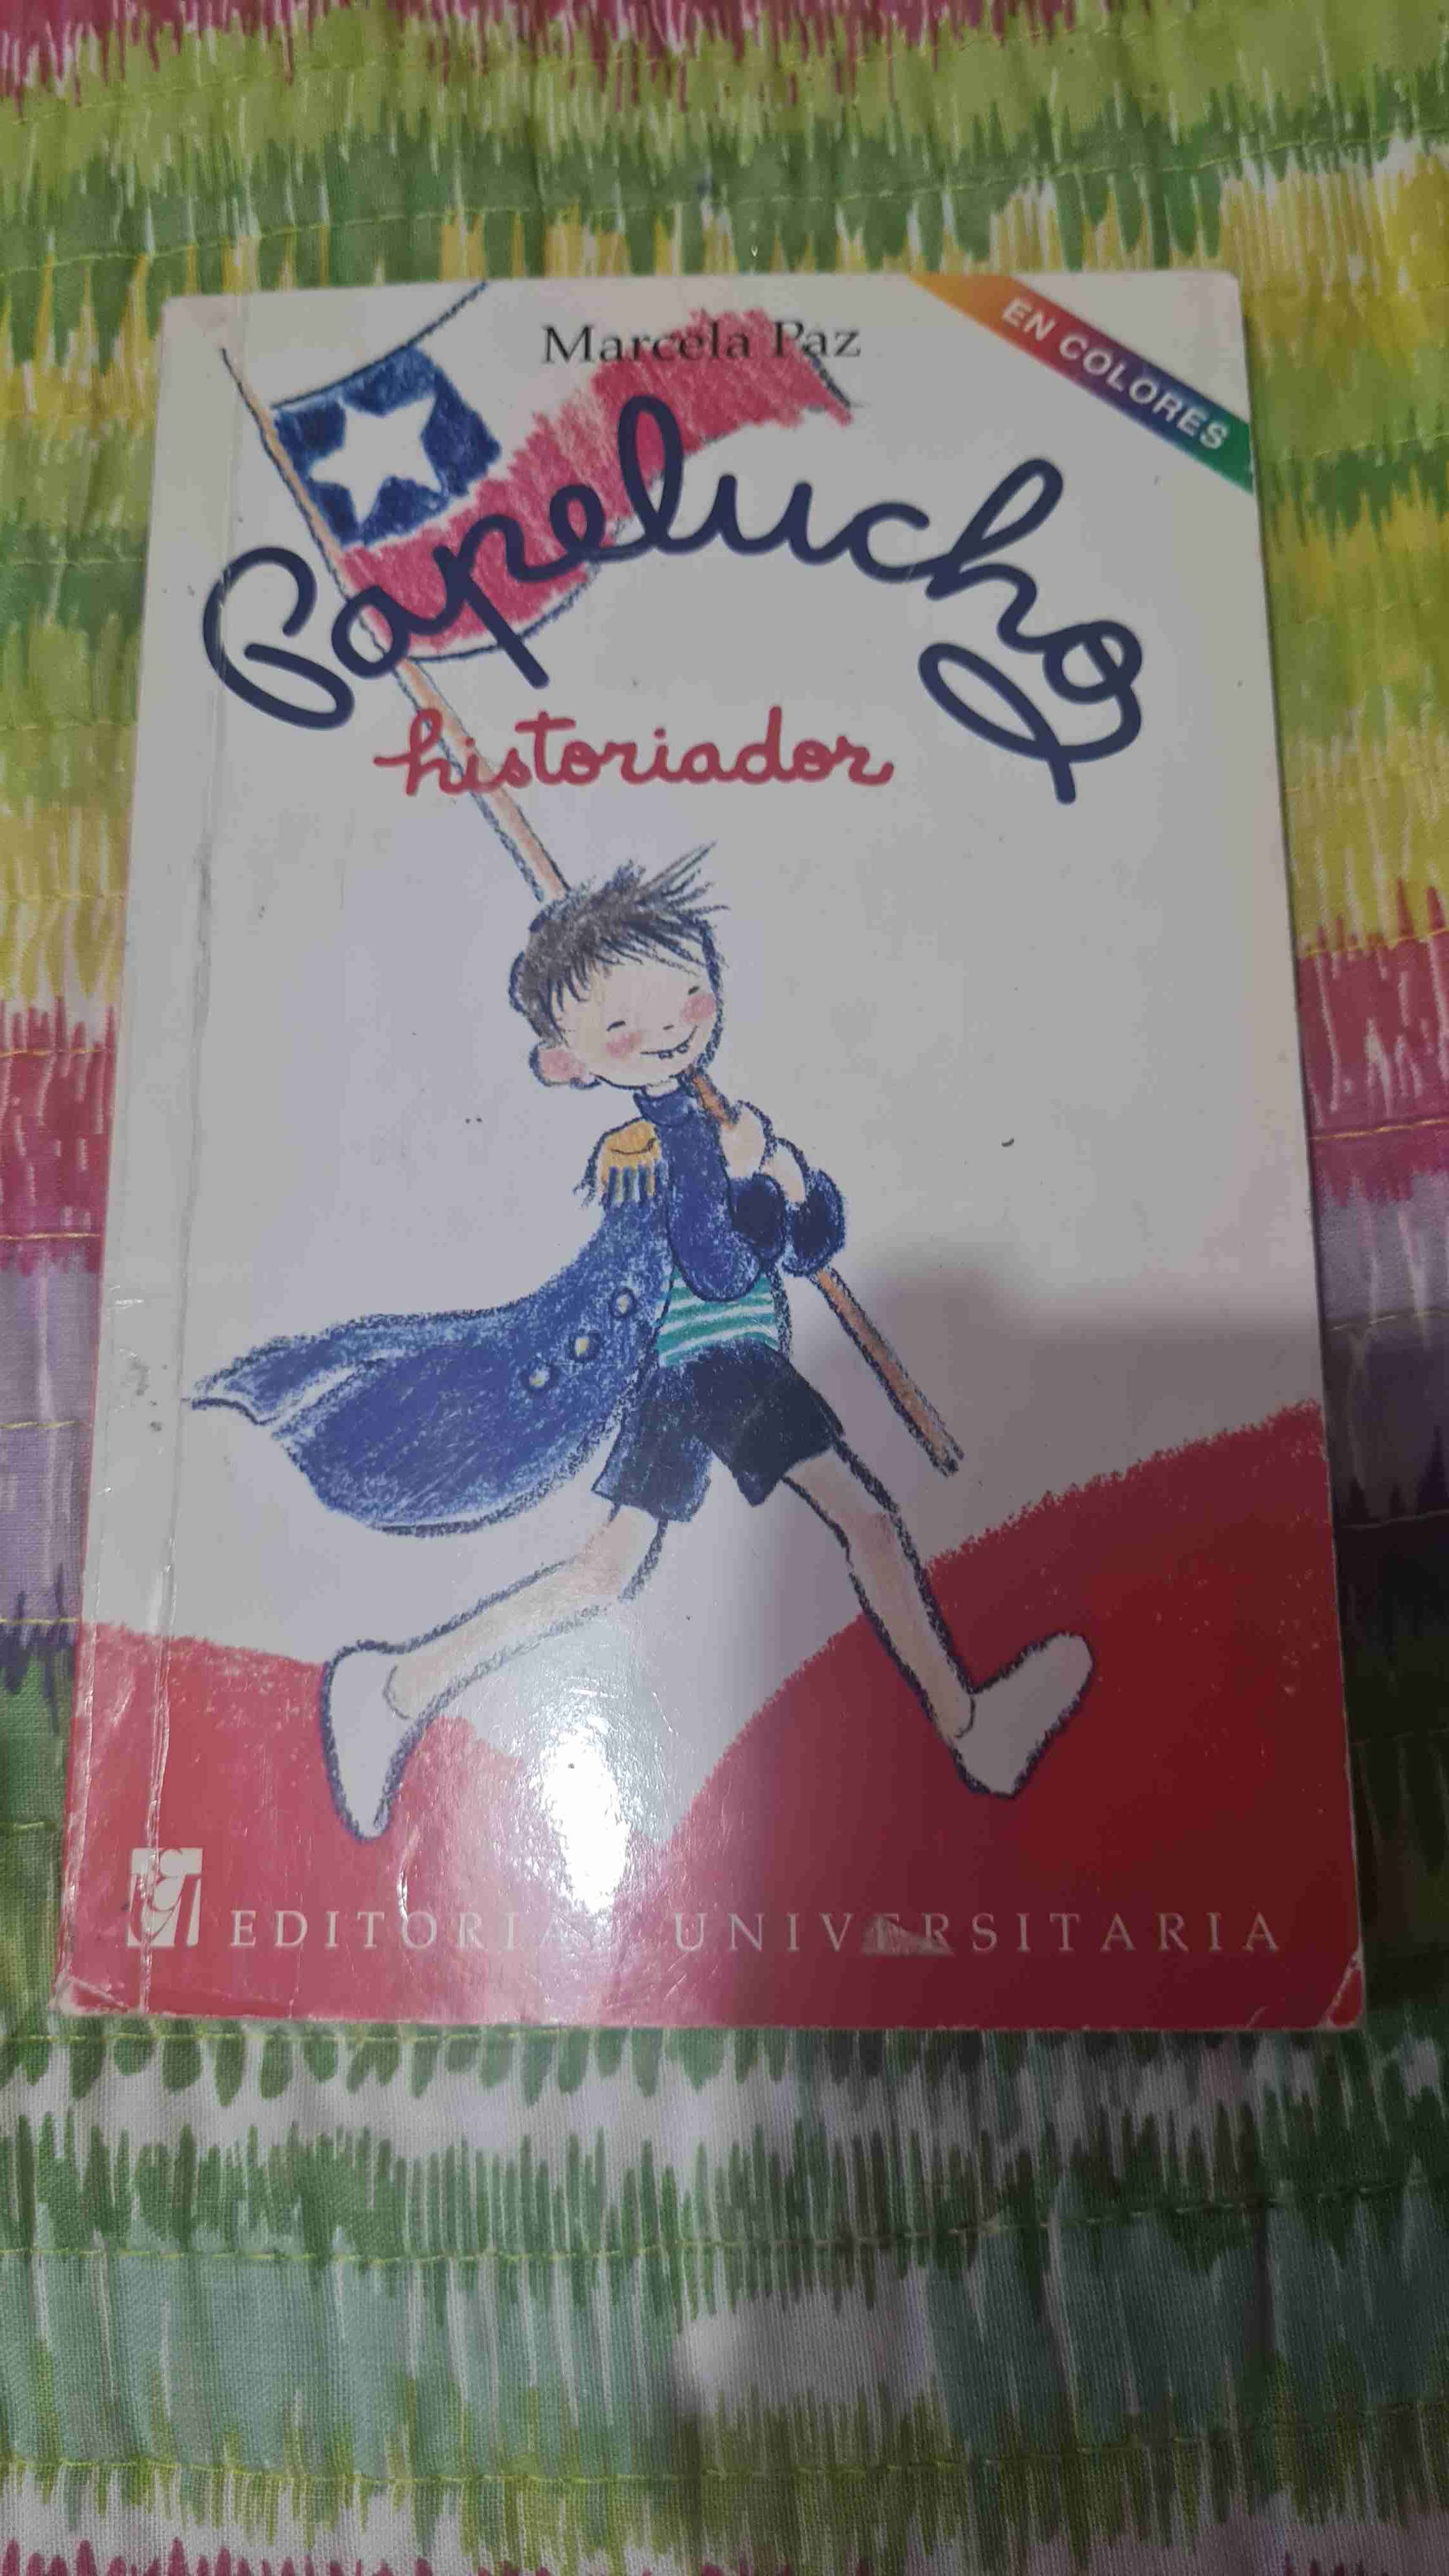 Marcela Paz
EN COLORES
Papelucho
historiador
EDITORIAL UNIVERSITARIA